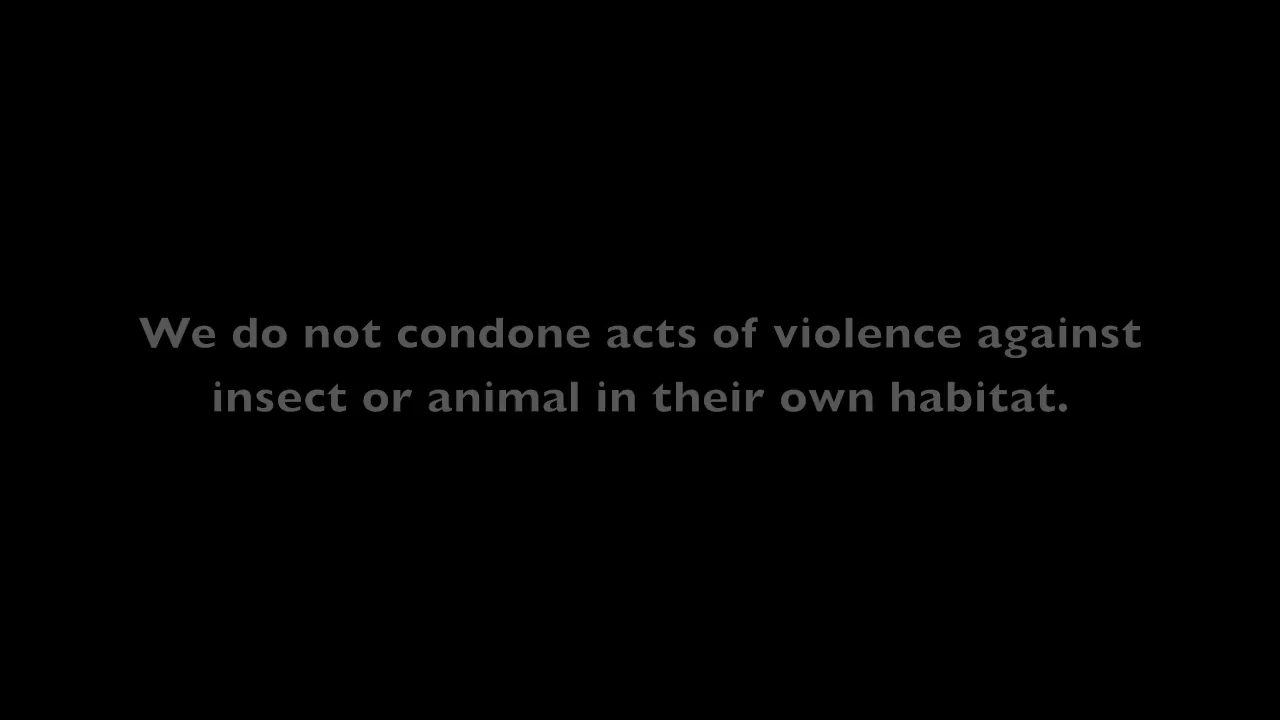 We do not condone acts of violence against
insect or animal in their own habitat.